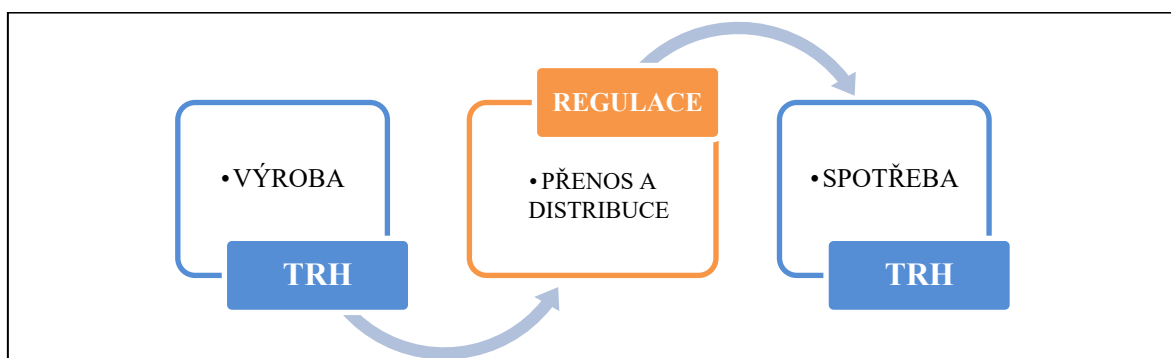 •VÝROBA
TRH
REGULACE
•PŘENOS A
DISTRIBUCE
•SPOTŘEBA
TRH